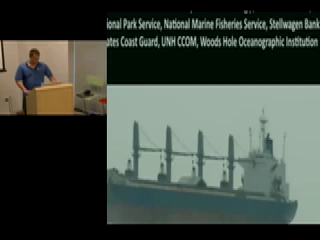 ional Park Service, National Marine Fisheries Service, Stellwagen Bank
ates Coast Guard, UNH CCOM, Woods Hole Oceanographic Institution